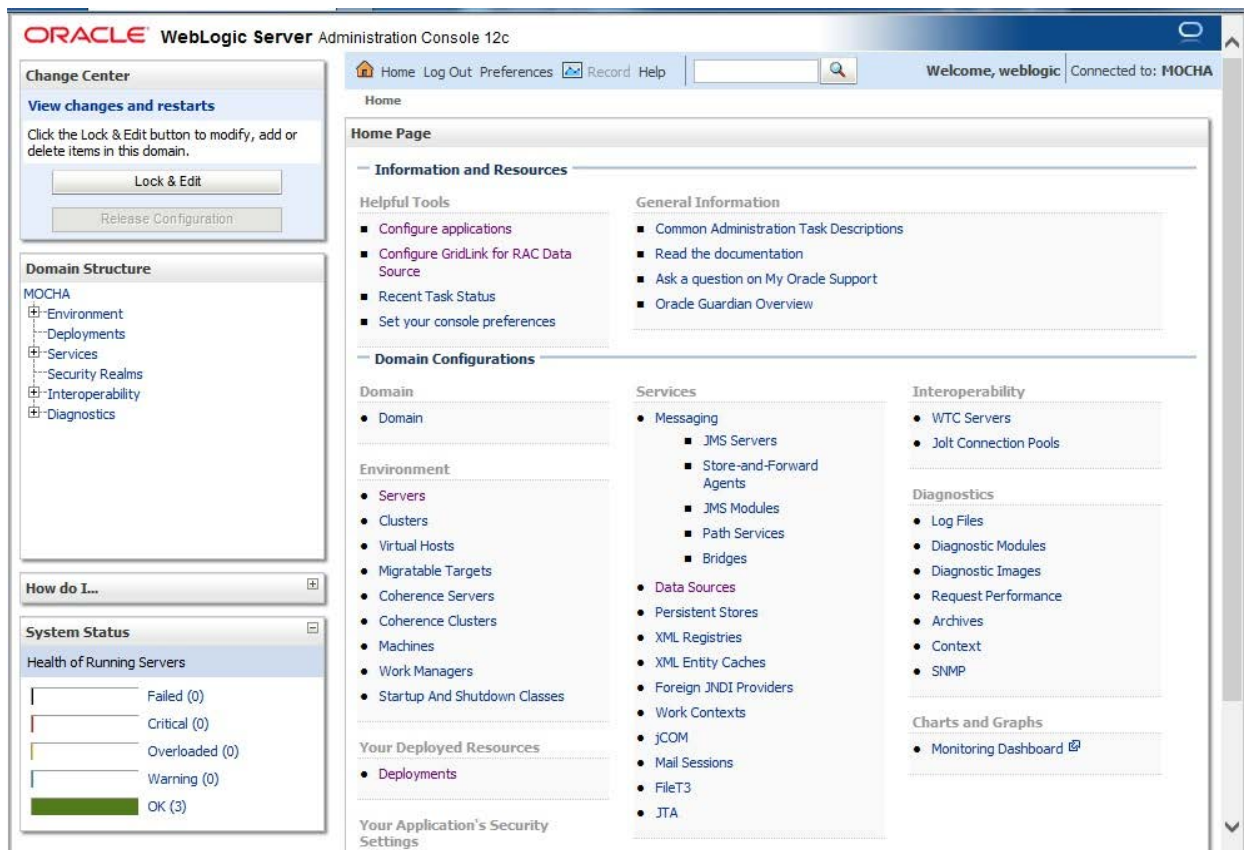 ORACLE WebLogic Server Administration Console 12c
Change Center
View changes and restarts
Click the Lock & Edit button to modify, add or
delete items in this domain.
Lock & Edit
Release Configuration
Domain Structure
MOCHA
Environment
Deployments
Services
Security Realms
Interoperability
Diagnostics
How do I...
System Status
Health of Running Servers
Failed (0)
Critical (0)
Overloaded (0)
Warning (0)
OK (3)
Home Log Out Preferences Record Help
Welcome, weblogic Connected to: MOCHA
Home
Home Page
Information and Resources
Helpful Tools
Configure applications
Configure GridLink for RAC Data
Source
Recent Task Status
Set your console preferences
General Information
Common Administration Task Descriptions
Read the documentation
Ask a question on My Oracle Support
Oracle Guardian Overview
Domain Configurations
Domain
Domain
Environment
Servers
Clusters
Virtual Hosts
Migratable Targets
Coherence Servers
Coherence Clusters
Machines
Work Managers
Startup And Shutdown Classes
Your Deployed Resources
Deployments
Your Application's Security
Settings
Services
Messaging
JMS Servers
Store-and-Forward
Agents
JMS Modules
Path Services
Bridges
Data Sources
Persistent Stores
XML Registries
XML Entity Caches
Foreign JNDI Providers
Work Contexts
jCOM
Mail Sessions
FileT3
JTA
Interoperability
WTC Servers
Jolt Connection Pools
Diagnostics
Log Files
Diagnostic Modules
Diagnostic Images
Request Performance
Archives
Context
SNMP
Charts and Graphs
Monitoring Dashboard